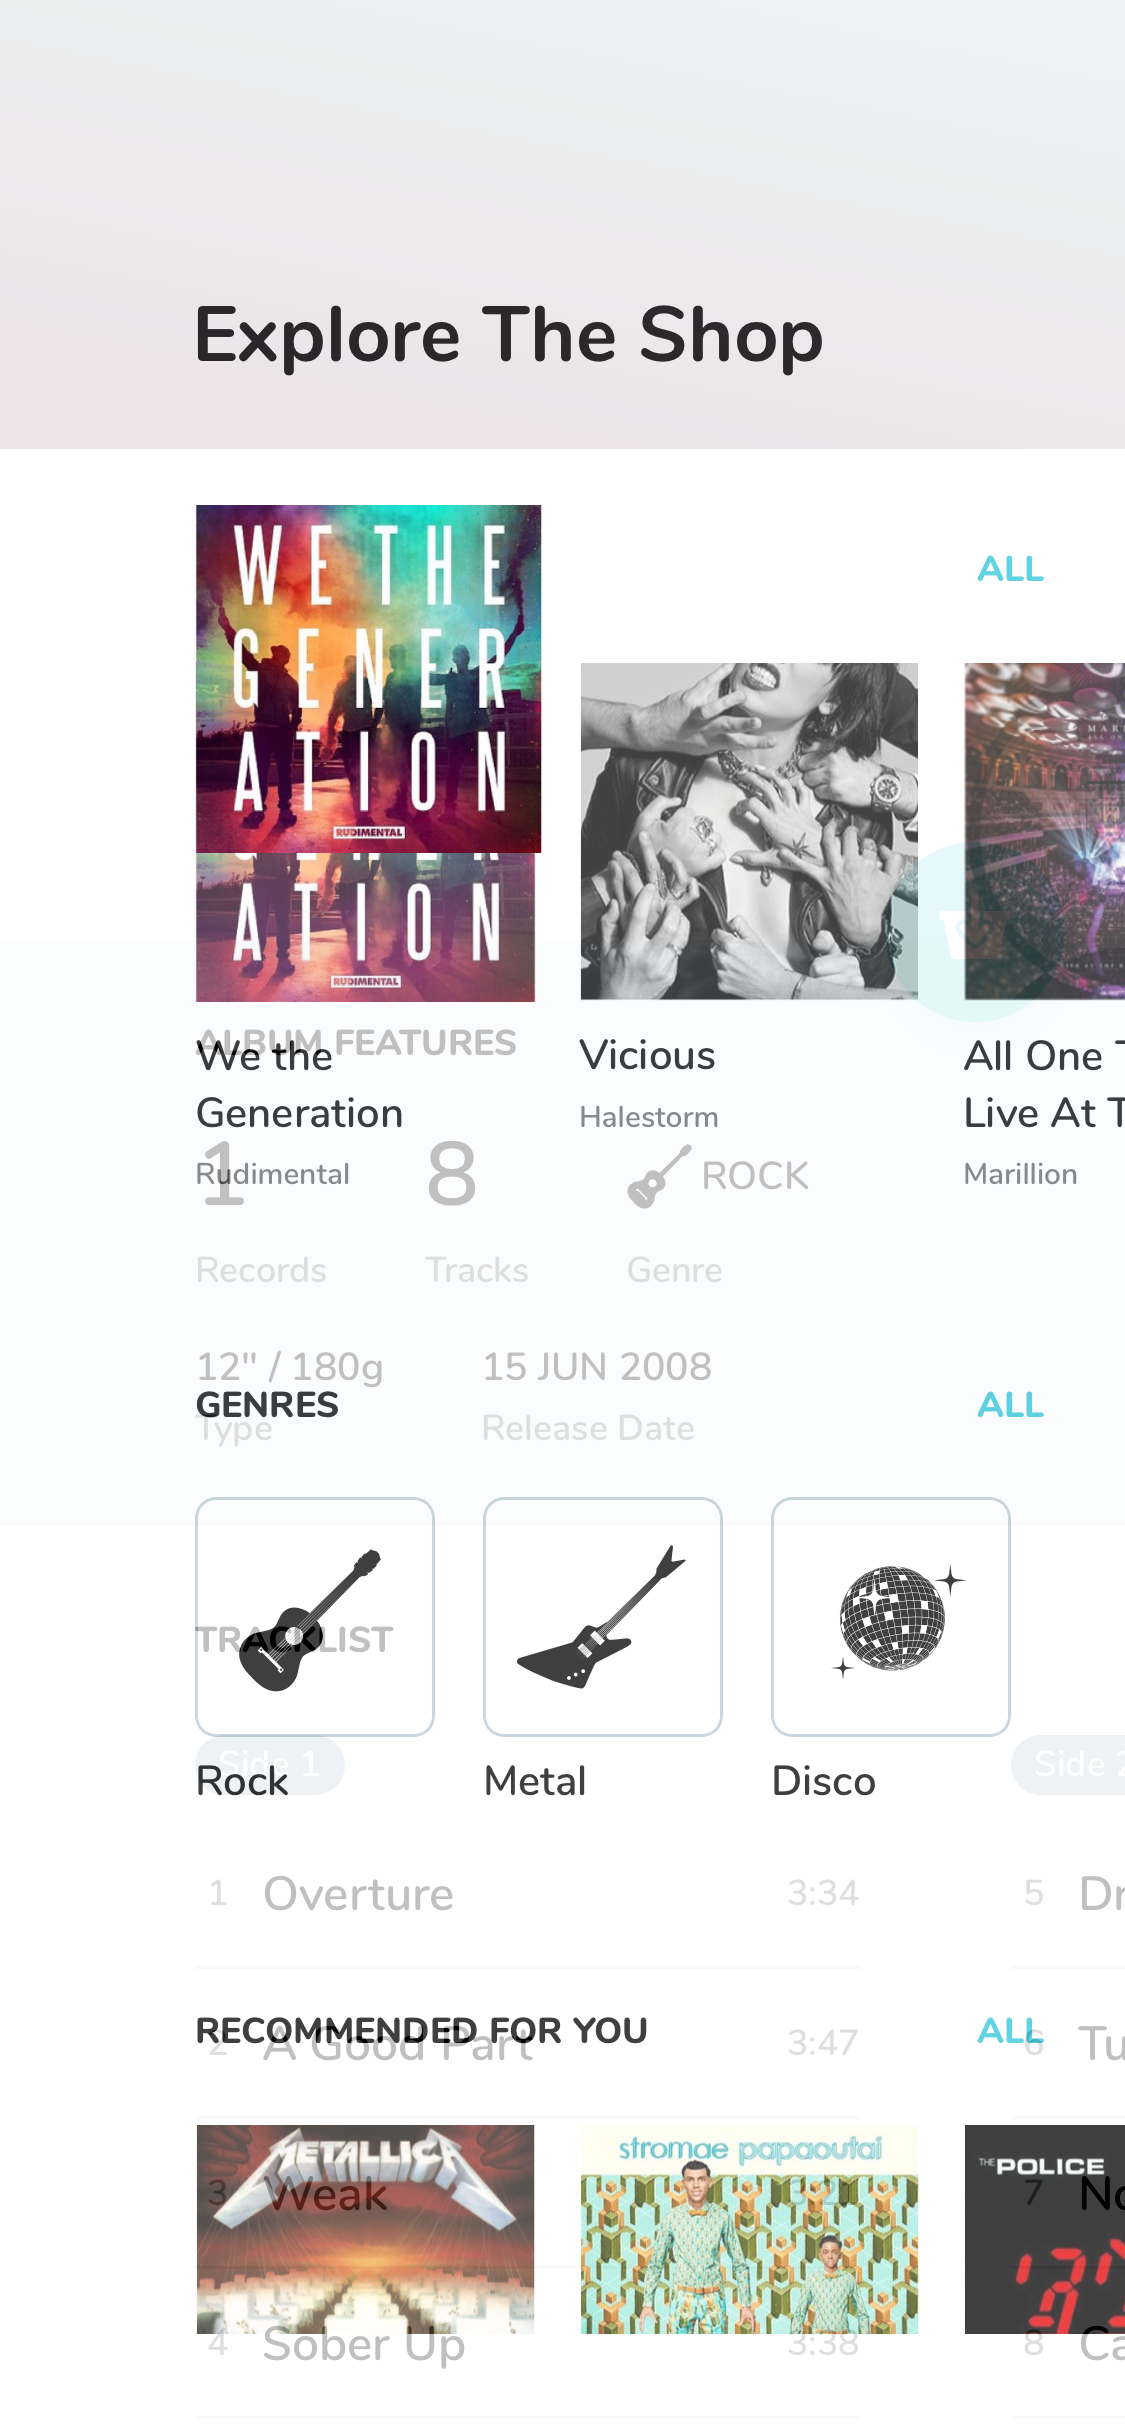 Explore The Shop
WE THE
GENER
ATION
RUDIMENTAL
ALL
ATION
RUDIMENTAL
ALBUM FEATURES
We the
Generation
Rudimental
Vicious
Halestorm
All One
Live At T
Marillion
1
8
ROCK
Records
Tracks
Genre
12" / 180g
15 JUN 2008
GENRES
ALL
Type
Release Date
TRACKLIST
Side 1
Side 2
Rock
Metal
Disco
1 Overture 3:34
5 Dr
RECOMMENDED FOR YOU
ALL
2 A Good Part 3:47
6 Tu
METALLICA
stromae papaoutai
THE POLICE
3 Weak
7 No
4 Sober Up 3:38
8 Ca